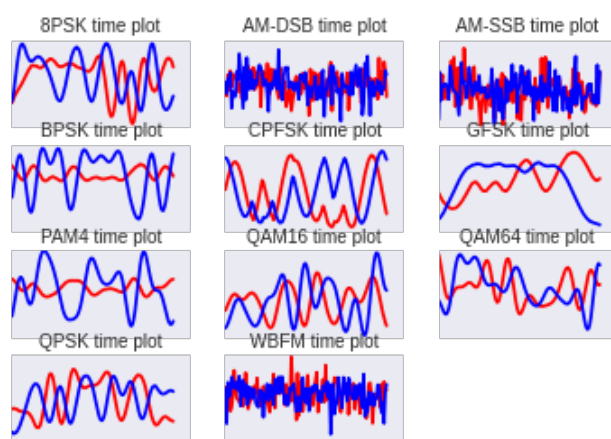 8PSK time plot
AM-DSB time plot
AM-SSB time plot
BPSK time plot
CPFSK time plot
GFSK time plot
PAM4 time plot
QAM16 time plot
QAM64 time plot
QPSK time plot
WBFM time plot